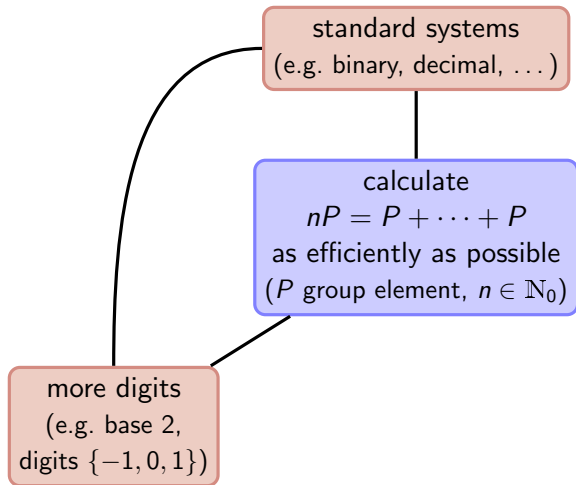 standard systems
(e.g. binary, decimal, …)
calculate
nP = P + ⋯ + P
as efficiently as possible
(P group element, n ∈ ℕ₀)
more digits
(e.g. base 2,
digits {−1, 0, 1})